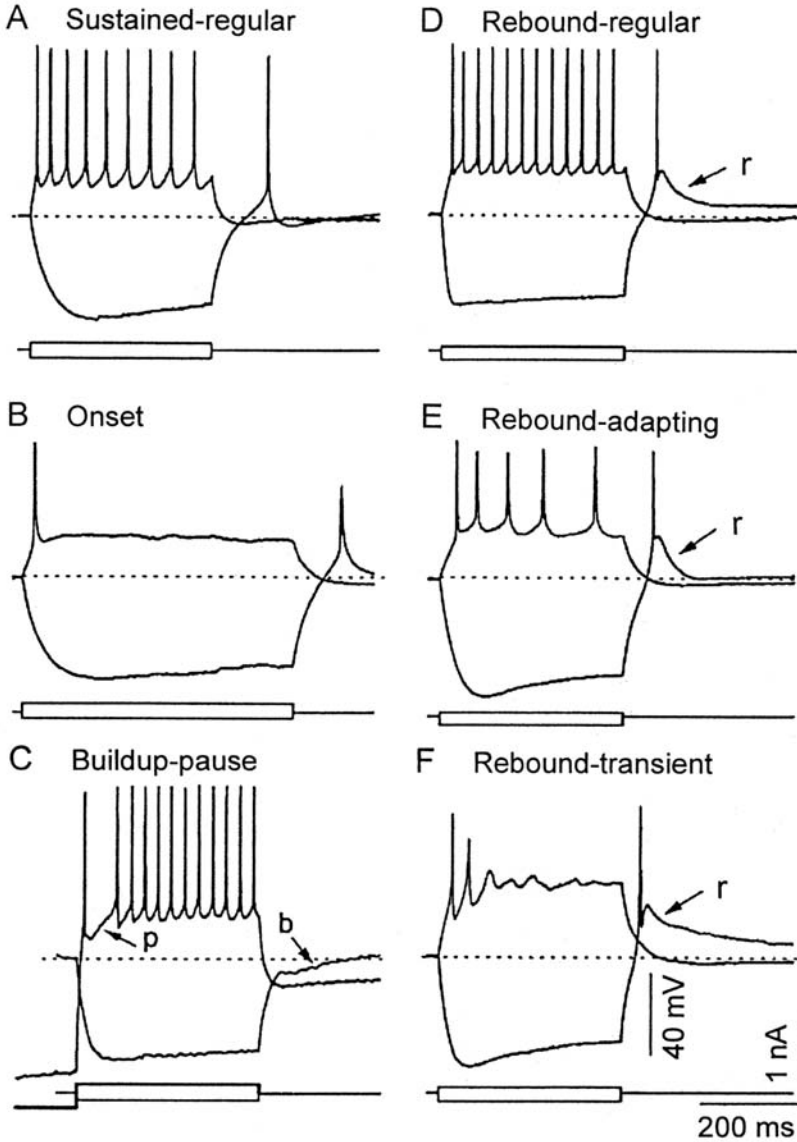 A Sustained-regular
D Rebound-regular
r
B Onset
E Rebound-adapting
r
C Buildup-pause
p
b
F Rebound-transient
r
40 mV
1 nA
200 ms